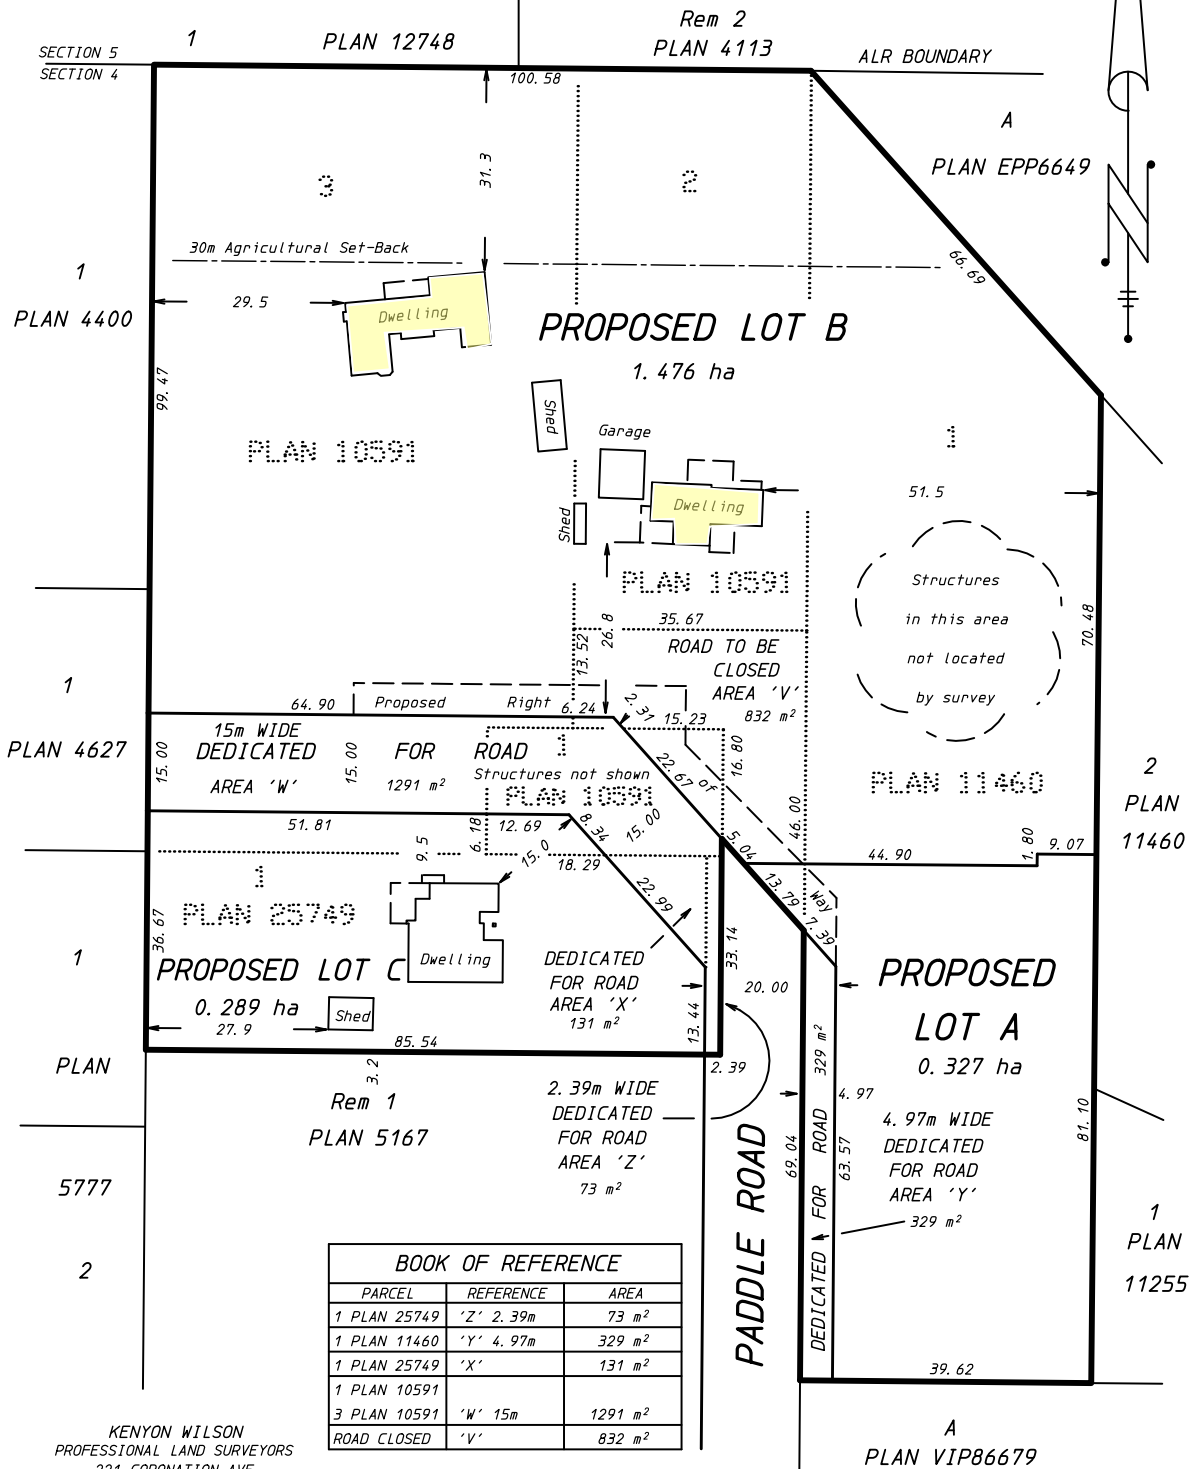 SECTION 5
SECTION 4
1
PLAN 12748
Rem 2
PLAN 4113
ALR BOUNDARY
100.58
A
PLAN EPP6649
3
31.3
2
30m Agricultural Set-Back
66.69
1
PLAN 4400
29.5
Dwelling
PROPOSED LOT B
1.476 ha
99.47
Shed
Garage
PLAN 10591
1
51.5
Dwelling
Shed
PLAN 10591
Structures
in this area
not located
by survey
70.48
35.67
26.8
13.52
ROAD TO BE
CLOSED
AREA 'V'
832 m²
1
PLAN 4627
64.90
Proposed
Right
6.24
2.31
15.23
15m WIDE
DEDICATED FOR ROAD
AREA 'W'
1291 m²
15.00
15.00
1
Structures not shown
PLAN 10591
22.67
of
16.80
46.00
PLAN 11460
2
PLAN
11460
51.81
6.18
12.69
8.34
15.00
9.5
15.0
18.29
5.04
44.90
1.80
9.07
13.79
Way
7.39
1
PLAN 25749
22.99
36.67
33.14
PROPOSED LOT C
0.289 ha
Dwelling
Shed
27.9
DEDICATED
FOR ROAD
AREA 'X'
131 m²
20.00
13.44
PROPOSED
LOT A
0.327 ha
1
PLAN
5777
2
85.54
3.2
2.39
Rem 1
PLAN 5167
2.39m WIDE
DEDICATED
FOR ROAD
AREA 'Z'
73 m²
PADDLE ROAD
69.04
DEDICATED FOR ROAD 329 m²
4.97
63.57
4.97m WIDE
DEDICATED
FOR ROAD
AREA 'Y'
329 m²
81.10
1
PLAN
11255
39.62
BOOK OF REFERENCE
PARCEL REFERENCE AREA
1 PLAN 25749 'Z' 2.39m 73 m²
1 PLAN 11460 'Y' 4.97m 329 m²
1 PLAN 25749 'X' 131 m²
1 PLAN 10591
3 PLAN 10591 'W' 15m 1291 m²
ROAD CLOSED 'V' 832 m²
A
PLAN VIP86679
KENYON WILSON
PROFESSIONAL LAND SURVEYORS
221 CORONATION AVE